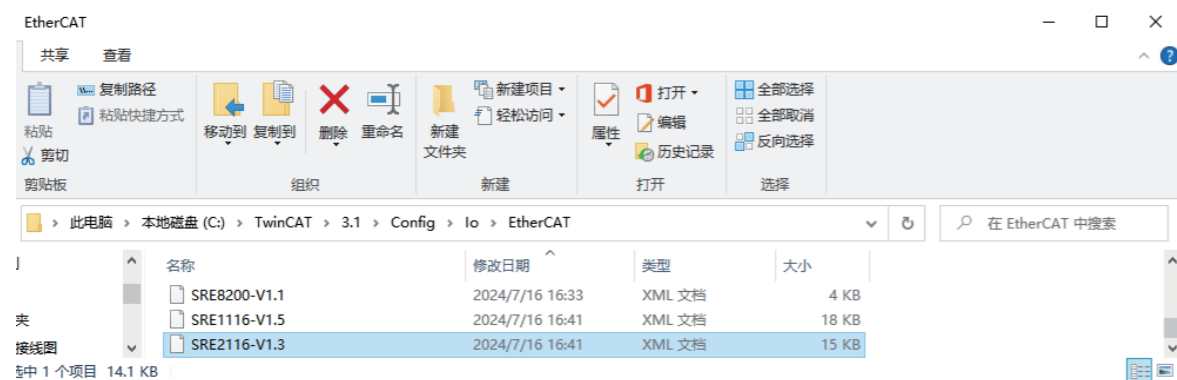 EtherCAT
共享 查看
粘贴
剪切
复制路径
粘贴快捷方式
剪贴板
移动到 复制到 删除 重命名
组织
新建
文件夹
新建项目
轻松访问
新建
属性
打开
编辑
历史记录
打开
全部选择
全部取消
反向选择
选择
此电脑 › 本地磁盘 (C:) › TwinCAT › 3.1 › Config › Io › EtherCAT
在 EtherCAT 中搜索
名称 修改日期 类型 大小
SRE8200-V1.1 2024/7/16 16:33 XML 文档 4 KB
夹
SRE1116-V1.5 2024/7/16 16:41 XML 文档 18 KB
接线图
SRE2116-V1.3 2024/7/16 16:41 XML 文档 15 KB
选中 1 个项目 14.1 KB